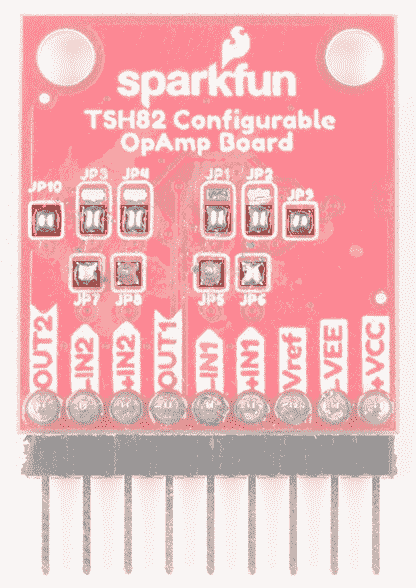 sparkfun
TSH82 Configurable
OpAmp Board
JP10 JP3 JP4 JP1 JP2 JP9
JP7 JP8 JP5 JP6
OUT2 -IN2 +IN2 OUT1 -IN1 +IN1 Vref -VEE +VCC